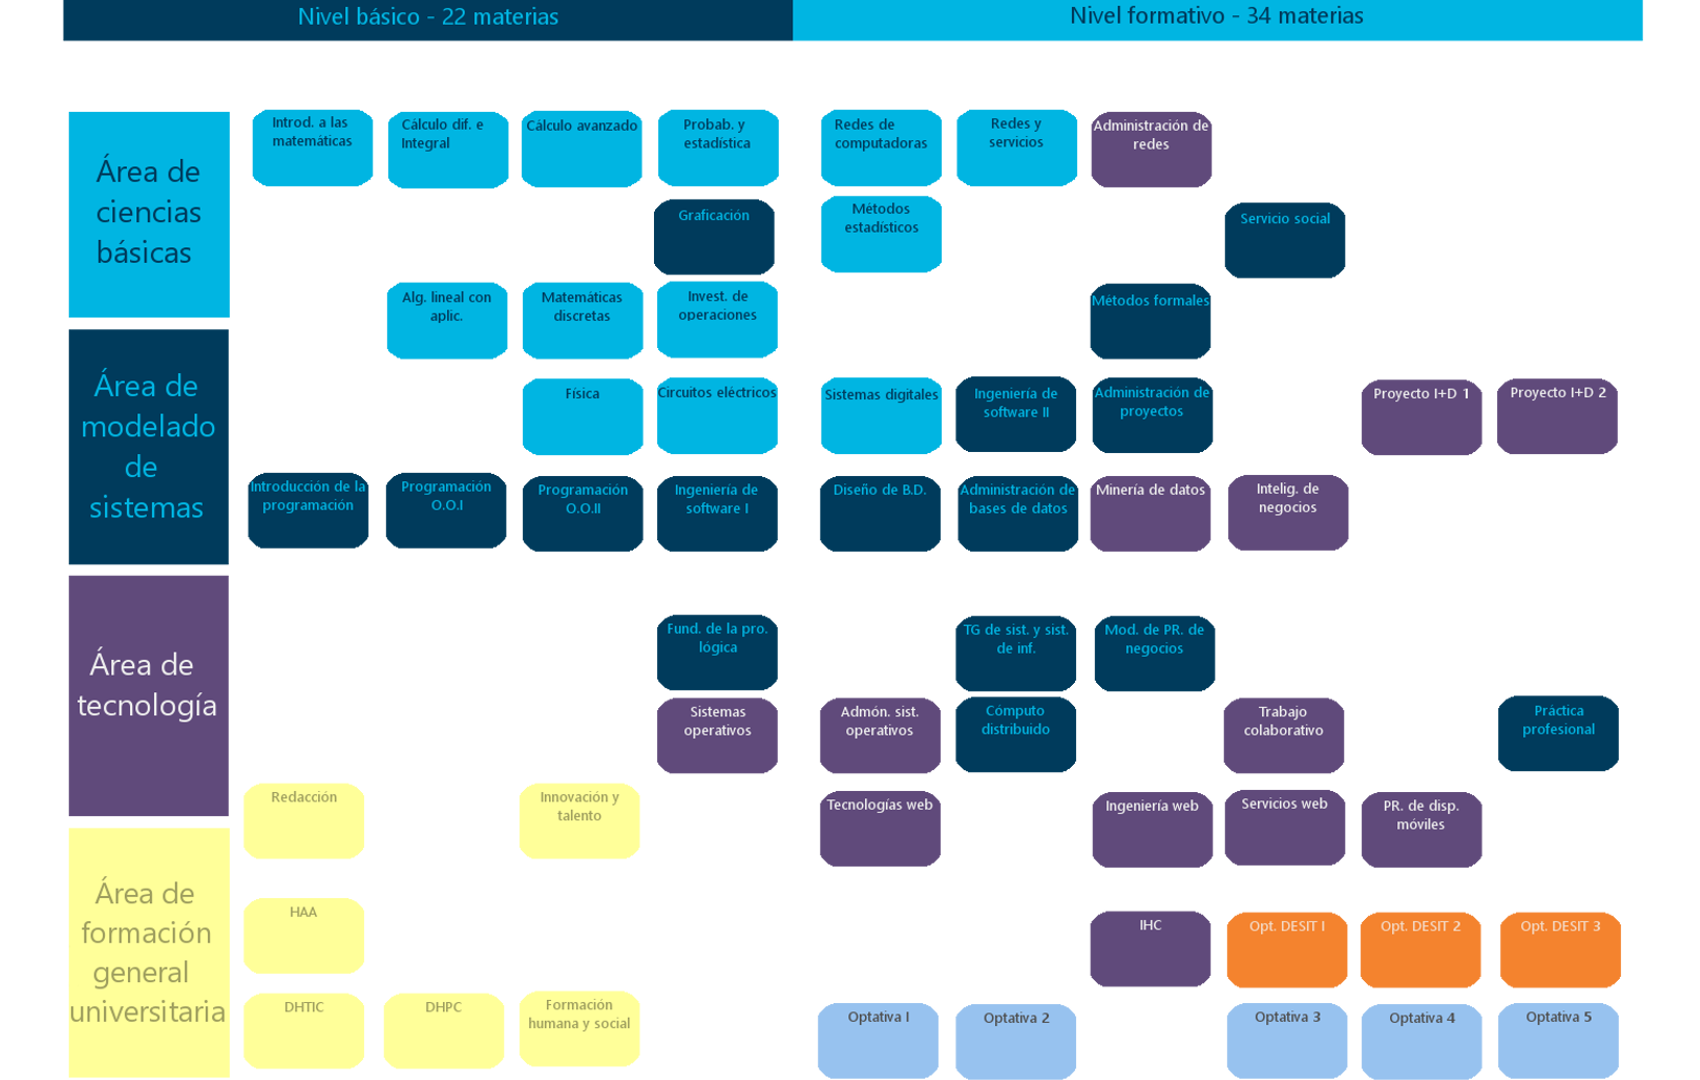 Nivel básico - 22 materias
Nivel formativo - 34 materias
Área de
ciencias
básicas
Introd. a las
matemáticas
Cálculo dif. e
Integral
Cálculo avanzado
Probab. y
estadística
Redes de
computadoras
Redes y
servicios
Administración de
redes
Graficación
Métodos
estadísticos
Servicio social
Alg. lineal con
aplic.
Matemáticas
discretas
Invest. de
operaciones
Métodos formales
Área de
modelado
de
sistemas
Física
Circuitos eléctricos
Sistemas digitales
Ingeniería de
software II
Administración de
proyectos
Proyecto I+D 1
Proyecto I+D 2
Introducción de la
programación
Programación
O.O.I
Programación
O.O.II
Ingeniería de
software I
Diseño de B.D.
Administración de
bases de datos
Minería de datos
Intelig. de
negocios
Área de
tecnología
Fund. de la pro.
lógica
TG de sist. y sist.
de inf.
Mod. de PR. de
negocios
Sistemas
operativos
Admón. sist.
operativos
Cómputo
distribuido
Trabajo
colaborativo
Práctica
profesional
Redacción
Innovación y
talento
Tecnologías web
Ingeniería web
Servicios web
PR. de disp.
móviles
Área de
formación
general
universitaria
HAA
IHC
Opt. DESIT I
Opt. DESIT 2
Opt. DESIT 3
DHTIC
DHPC
Formación
humana y social
Optativa I
Optativa 2
Optativa 3
Optativa 4
Optativa 5